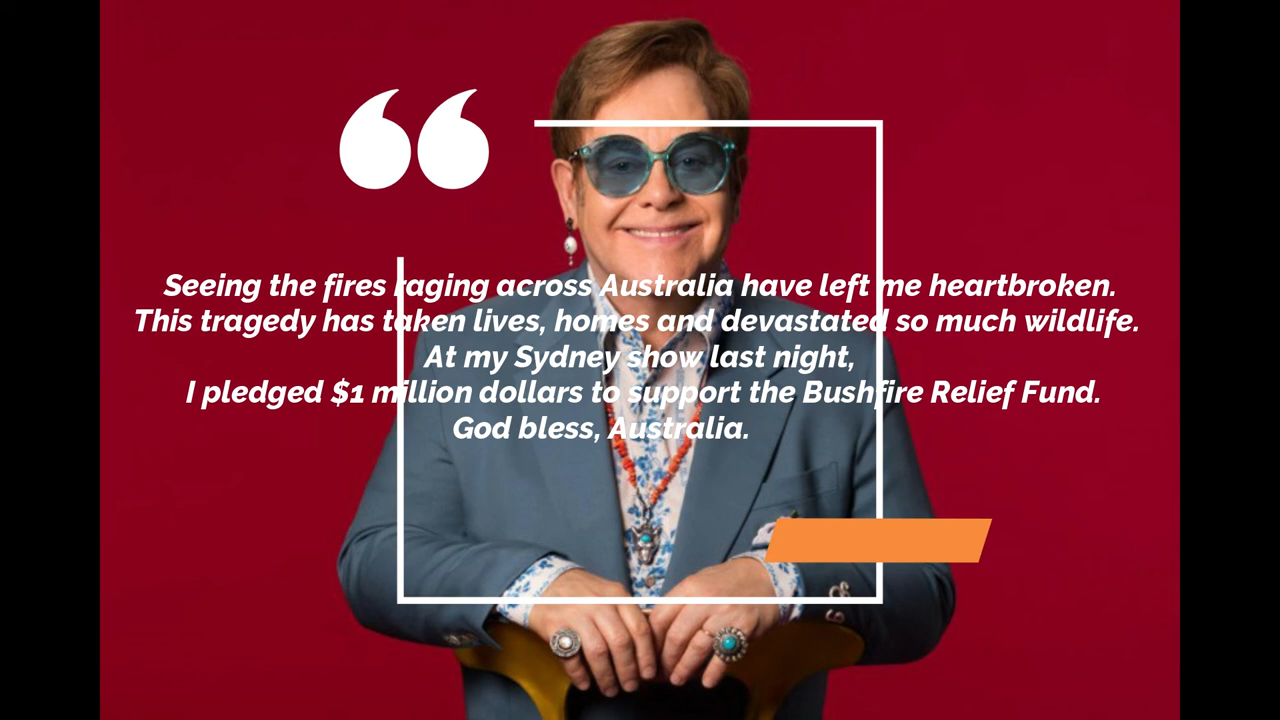 Seeing the fires raging across Australia have left me heartbroken.
This tragedy has taken lives, homes and devastated so much wildlife.
At my Sydney show last night,
I pledged $1 million dollars to support the Bushfire Relief Fund.
God bless, Australia.